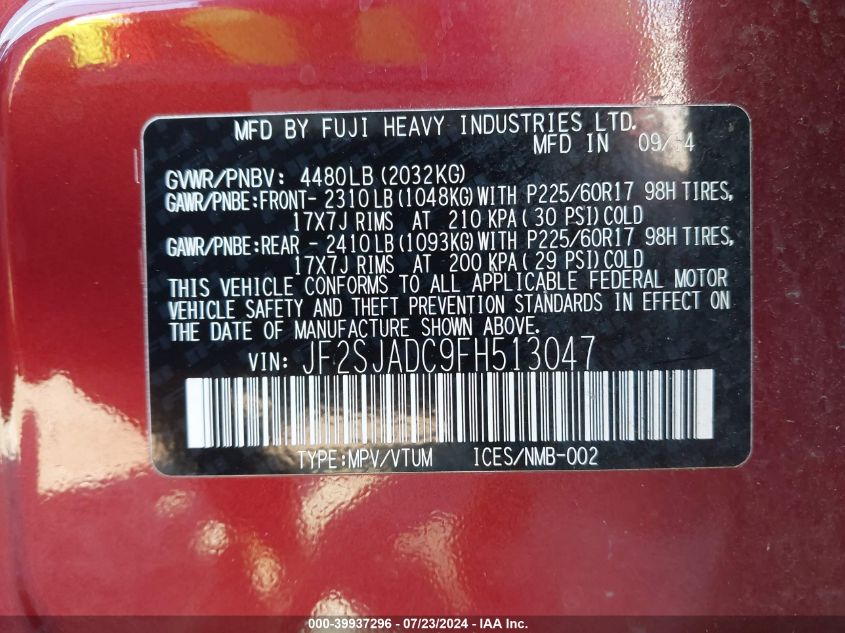 MFD BY FUJI HEAVY INDUSTRIES LTD.
MFD IN
GVWR/PNBV: 4480LB(2032KG)
GAWR/PNBE:FRONT- 2310LB(1048KG)WITH P225/60R17 98H TIRES,
17X7J RIMS AT 210 KPA( 30 PSI)COLD
GAWR/PNBE:REAR - 2410LB(1093KG)WITH P225/60R17 98H TIRES,
17X7J RIMS AT 200 KPA( 29 PSI)COLD
THIS VEHICLE CONFORMS TO ALL APPLICABLE FEDERAL MOTOR
VEHICLE SAFETY AND THEFT PREVENTION STANDARDS IN EFFECT ON
THE DATE OF MANUFACTURE SHOWN ABOVE.
VIN: JF2SJADC9FH513047
TYPE:MPV/VTUM ICES/NMB-002
000-39937296 - 07/23/2024 - IAA Inc.